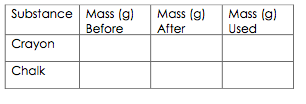 Substance Mass (g) Mass (g) Mass (g)
Before After Used
Crayon
Chalk